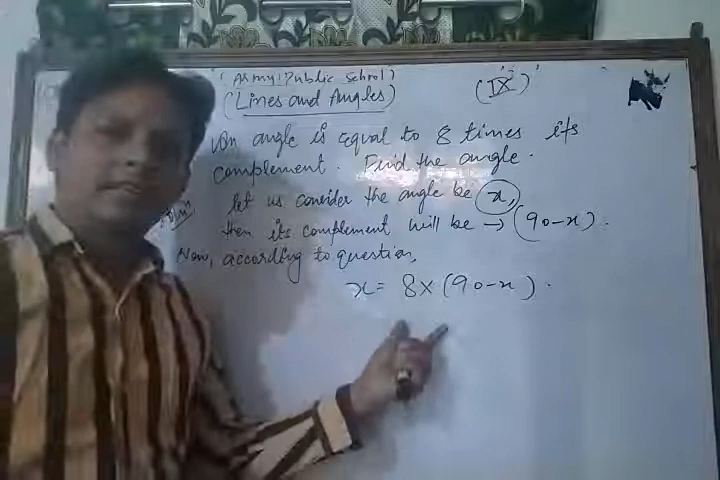 (Army Public School)
(Lines and Angles)
(IX)
An angle is equal to 8 times its
complement. Find the angle.
let us consider the angle be x,
then its complement will be → (90-x).
Now, according to question,
x = 8×(90-x).